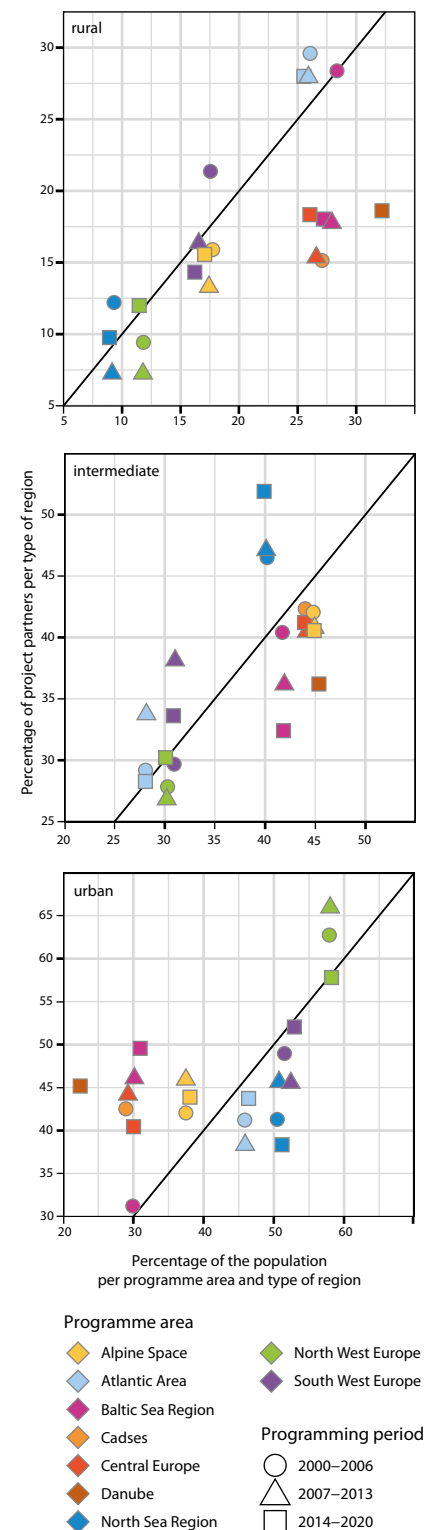 rural
30
25
20
15
10
5
5
10
15
20
25
30
Percentage of project partners per type of region
intermediate
50
45
40
35
30
25
20
25
30
35
40
45
50
urban
65
60
55
50
45
40
35
30
20
30
40
50
60
Percentage of the population
per programme area and type of region
Programme area
Alpine Space
Atlantic Area
Baltic Sea Region
Cadses
Central Europe
Danube
North Sea Region
North West Europe
South West Europe
Programming period
2000–2006
2007–2013
2014–2020